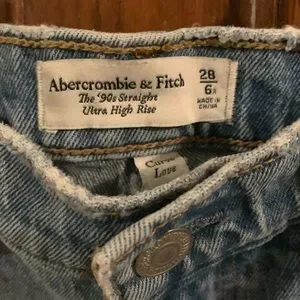 Abercrombie & Fitch
The '90s Straight
Ultra High Rise
28
6R
MADE IN
CHINA
Curve
Love